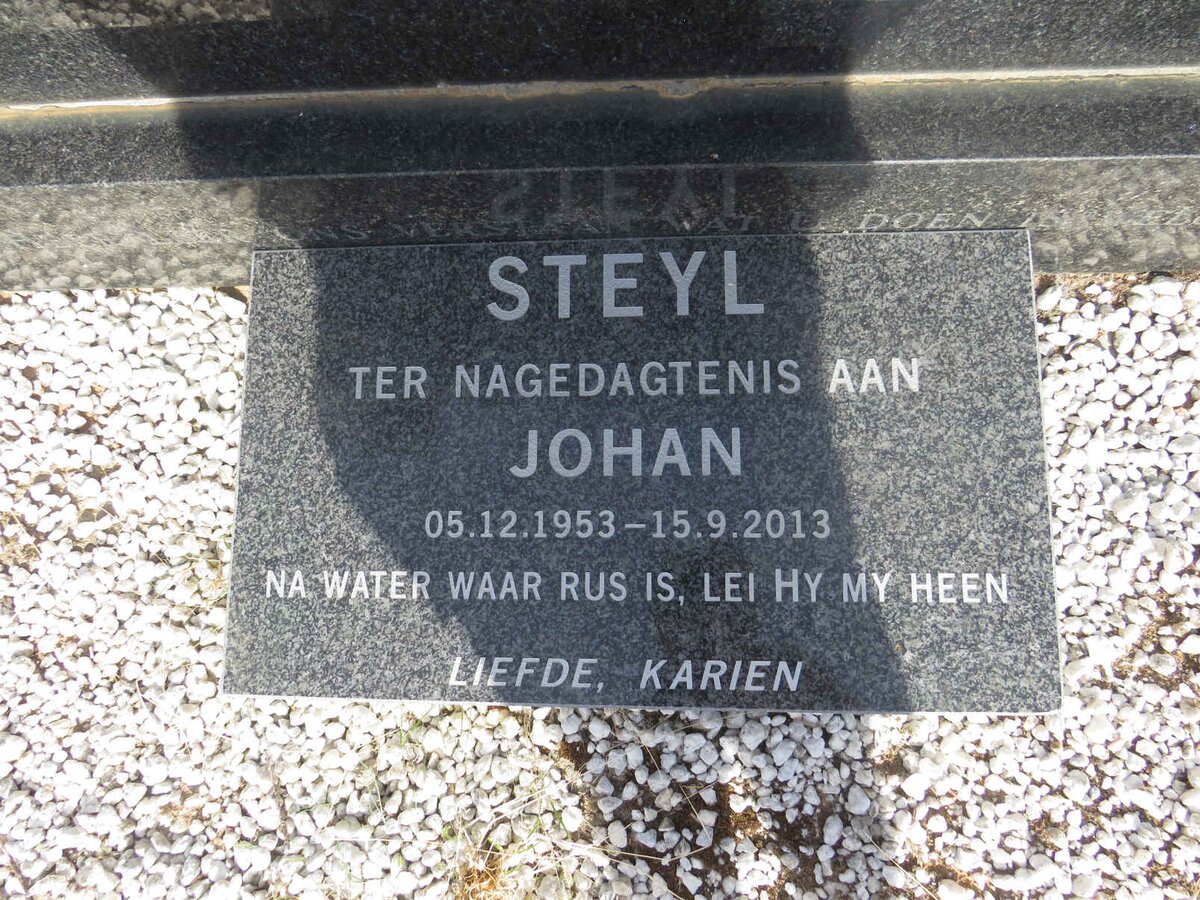 DOEN
STEYL
TER NAGEDAGTENIS AAN
JOHAN
05.12.1953–15.9.2013
NA WATER WAAR RUS IS, LEI HY MY HEEN
LIEFDE, KARIEN